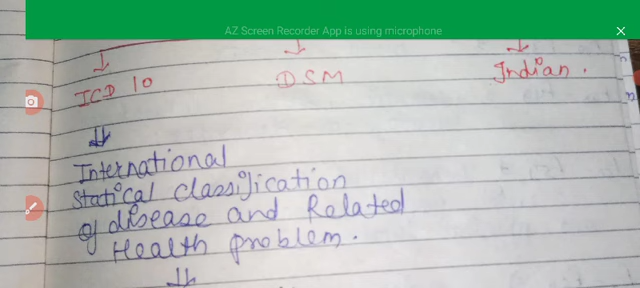 AZ Screen Recorder App is using microphone
ICD 10 DSM Indian.
International
statical classification
of disease and Related
Health problem.